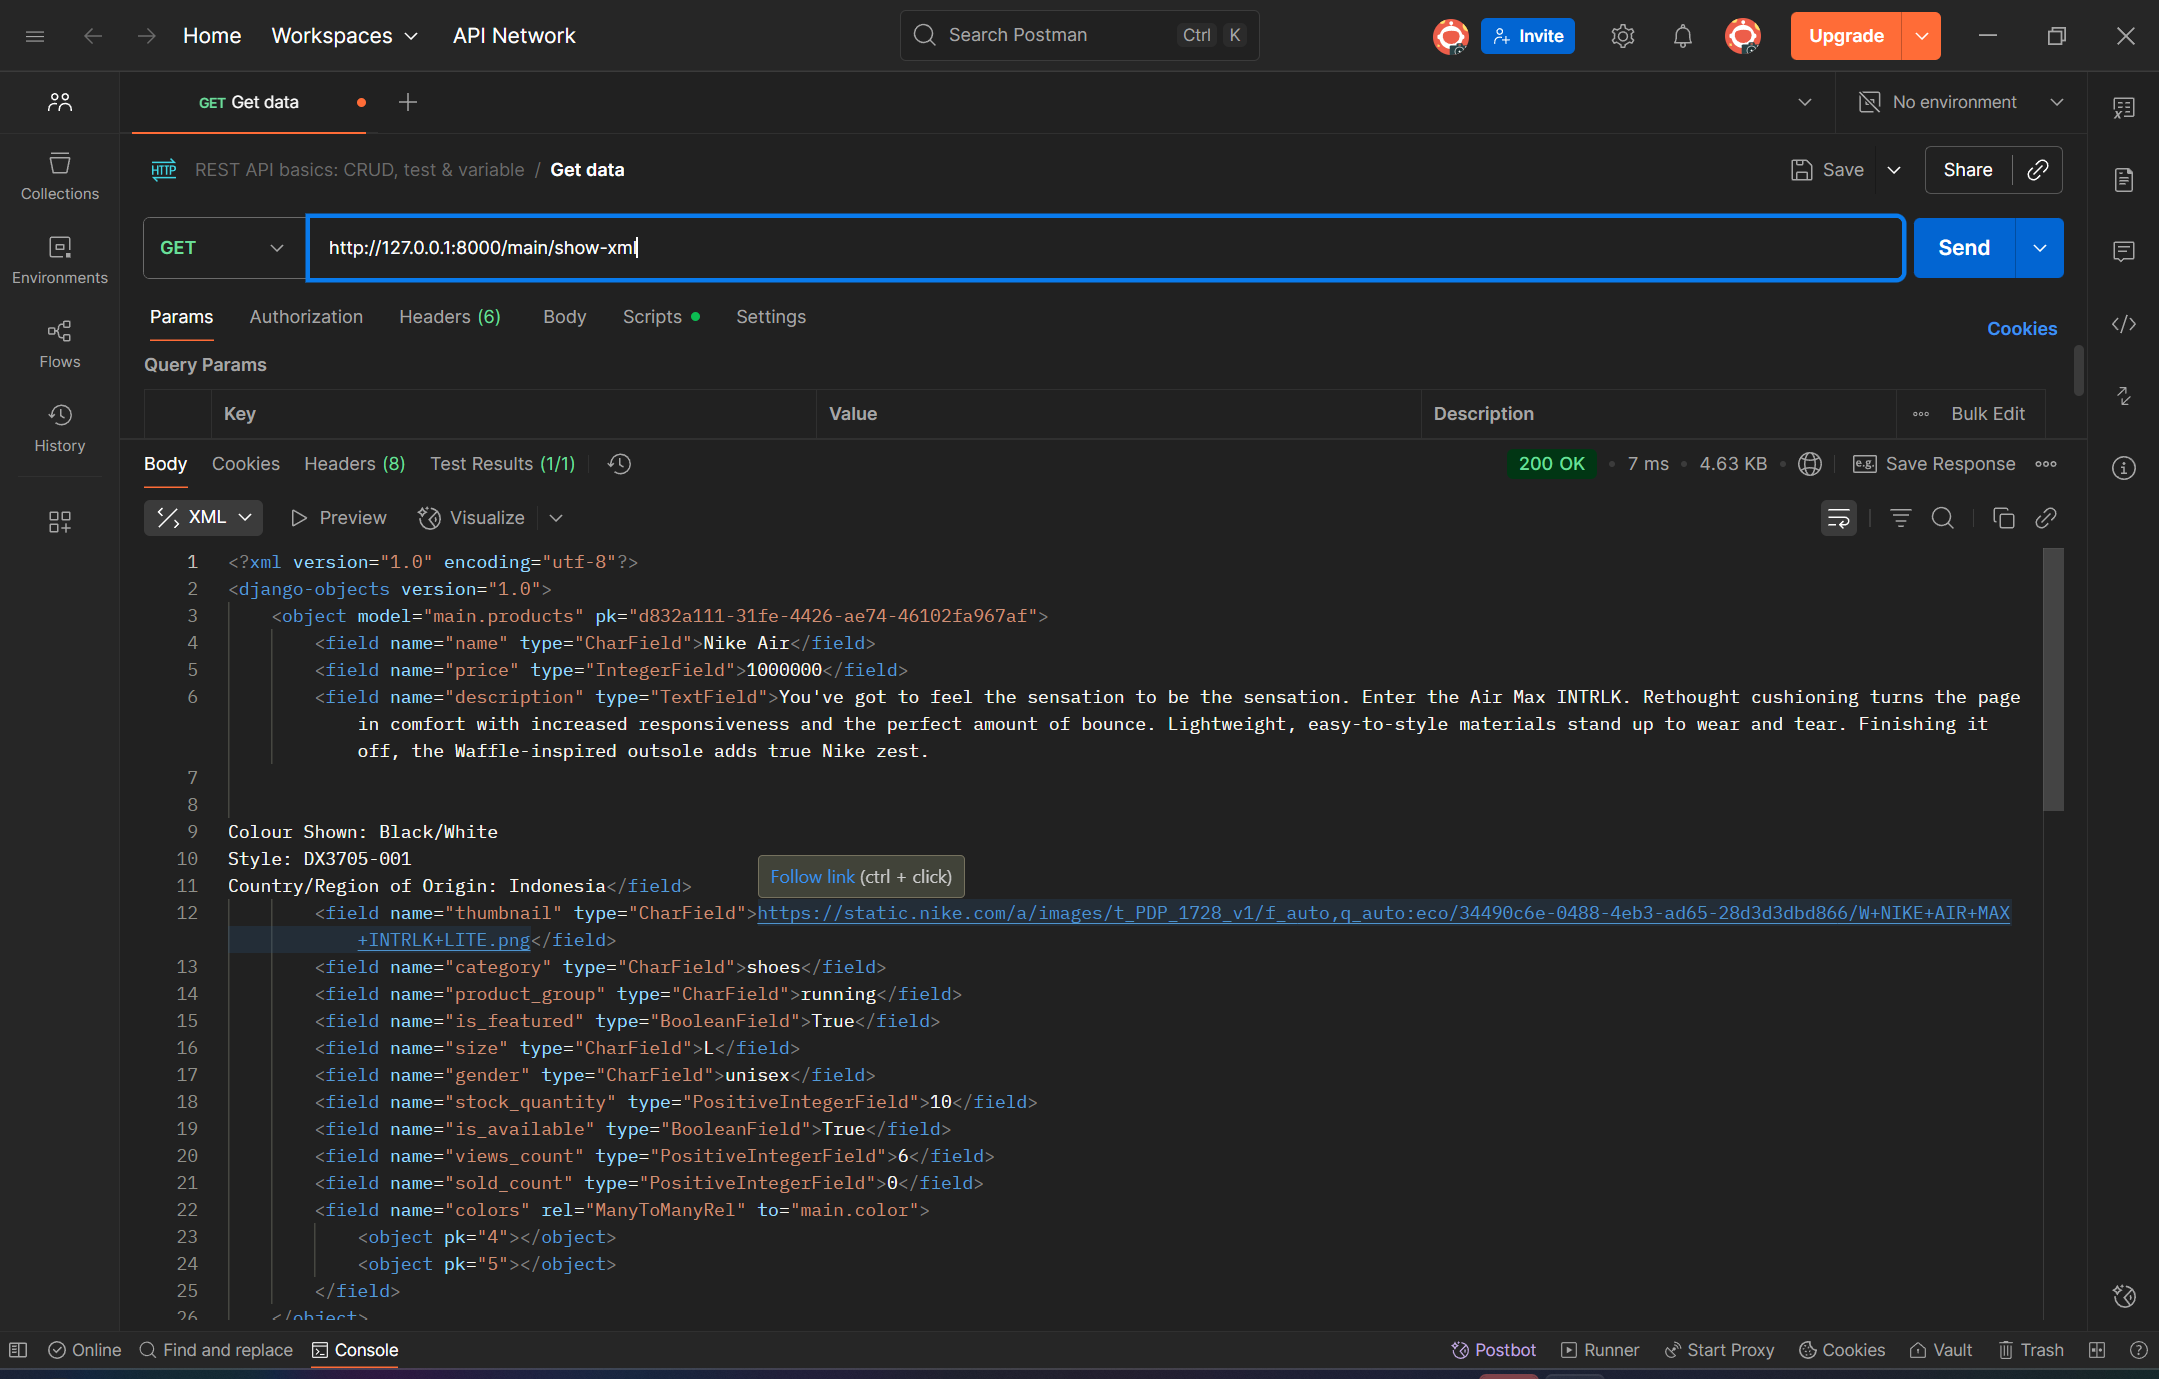 Home Workspaces API Network Search Postman Ctrl K Invite Upgrade
GET Get data No environment
HTTP REST API basics: CRUD, test & variable / Get data Save Share
Collections
GET http://127.0.0.1:8000/main/show-xml Send
Environments
Params Authorization Headers (6) Body Scripts Settings Cookies
Flows
Query Params
Key Value Description Bulk Edit
History
Body Cookies Headers (8) Test Results (1/1) 200 OK 7 ms 4.63 KB e.g. Save Response
XML Preview Visualize
1 <?xml version="1.0" encoding="utf-8"?>
2 <django-objects version="1.0">
3 <object model="main.products" pk="d832a111-31fe-4426-ae74-46102fa967af">
4 <field name="name" type="CharField">Nike Air</field>
5 <field name="price" type="IntegerField">1000000</field>
6 <field name="description" type="TextField">You've got to feel the sensation to be the sensation. Enter the Air Max INTRLK. Rethought cushioning turns the page
in comfort with increased responsiveness and the perfect amount of bounce. Lightweight, easy-to-style materials stand up to wear and tear. Finishing it
off, the Waffle-inspired outsole adds true Nike zest.
7
8
9 Colour Shown: Black/White
10 Style: DX3705-001
11 Country/Region of Origin: Indonesia</field>
Follow link (ctrl + click)
12 <field name="thumbnail" type="CharField">https://static.nike.com/a/images/t_PDP_1728_v1/f_auto,q_auto:eco/34490c6e-0488-4eb3-ad65-28d3d3dbd866/W+NIKE+AIR+MAX
+INTRLK+LITE.png</field>
13 <field name="category" type="CharField">shoes</field>
14 <field name="product_group" type="CharField">running</field>
15 <field name="is_featured" type="BooleanField">True</field>
16 <field name="size" type="CharField">L</field>
17 <field name="gender" type="CharField">unisex</field>
18 <field name="stock_quantity" type="PositiveIntegerField">10</field>
19 <field name="is_available" type="BooleanField">True</field>
20 <field name="views_count" type="PositiveIntegerField">6</field>
21 <field name="sold_count" type="PositiveIntegerField">0</field>
22 <field name="colors" rel="ManyToManyRel" to="main.color">
23 <object pk="4"></object>
24 <object pk="5"></object>
25 </field>
26 </object>
Online Find and replace Console Postbot Runner Start Proxy Cookies Vault Trash